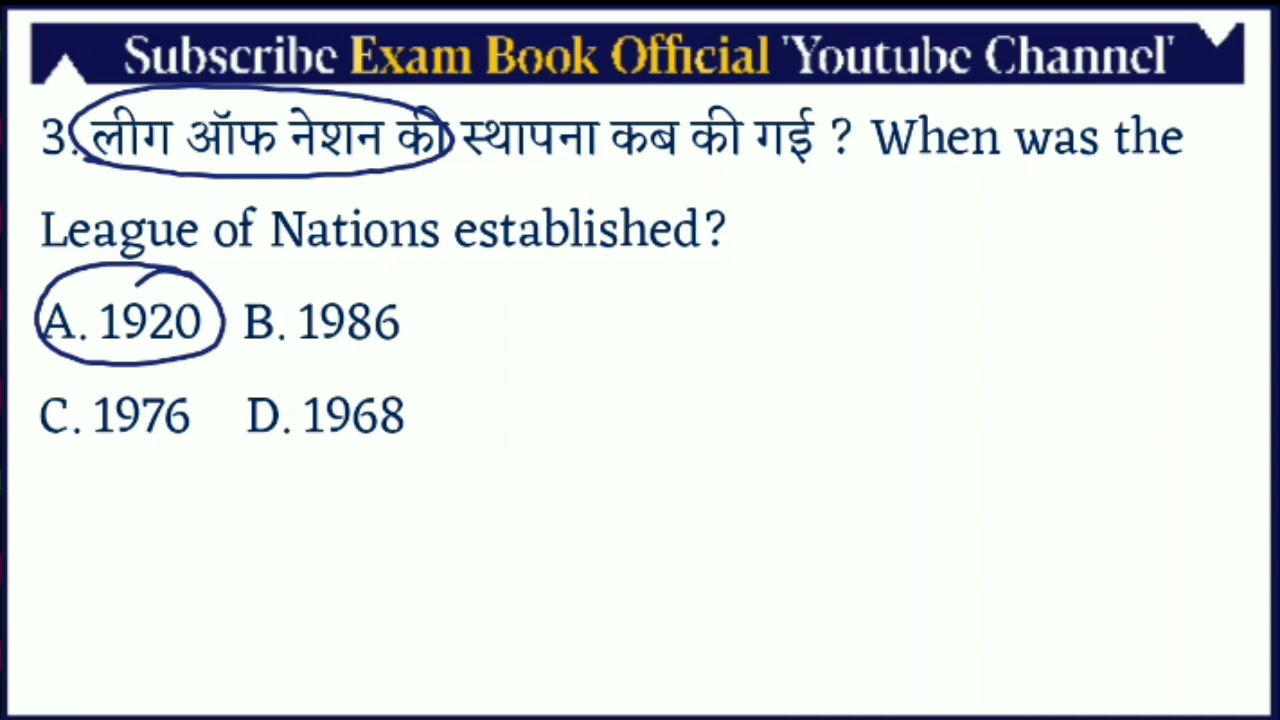 Subscribe Exam Book Official 'Youtube Channel'
3. लीग ऑफ नेशन की स्थापना कब की गई ? When was the
League of Nations established?
A. 1920 B. 1986
C. 1976 D. 1968